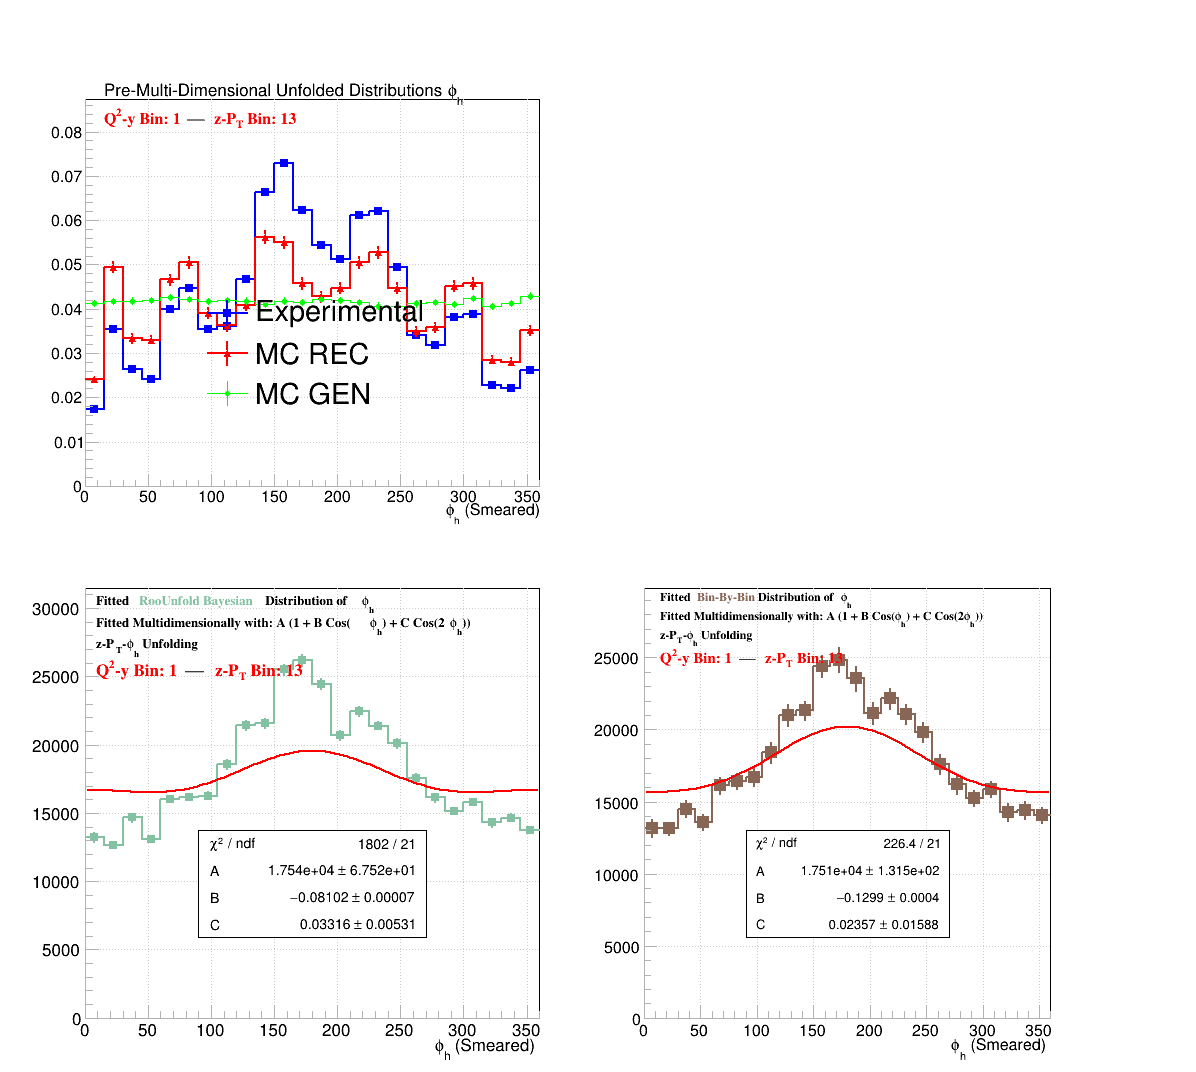 Pre-Multi-Dimensional Unfolded Distributions ϕh
Q²-y Bin: 1 — z-PT Bin: 13
0.08
0.07
0.06
0.05
0.04
0.03
0.02
0.01
0
Experimental
MC REC
MC GEN
0 50 100 150 200 250 300 350
ϕh (Smeared)
Fitted RooUnfold Bayesian Distribution of ϕh
Fitted Multidimensionally with: A (1 + B Cos( ϕh) + C Cos(2 ϕh))
z-PT-ϕh Unfolding
Q²-y Bin: 1 — z-PT Bin: 13
30000
25000
20000
15000
10000
5000
0
χ² / ndf 1802 / 21
A 1.754e+04 ± 6.752e+01
B −0.08102 ± 0.00007
C 0.03316 ± 0.00531
0 50 100 150 200 250 300 350
ϕh (Smeared)
Fitted Bin-By-Bin Distribution of ϕh
Fitted Multidimensionally with: A (1 + B Cos(ϕh) + C Cos(2ϕh))
z-PT-ϕh Unfolding
Q²-y Bin: 1 — z-PT Bin: 13
25000
20000
15000
10000
5000
0
χ² / ndf 226.4 / 21
A 1.751e+04 ± 1.315e+02
B −0.1299 ± 0.0004
C 0.02357 ± 0.01588
0 50 100 150 200 250 300 350
ϕh (Smeared)